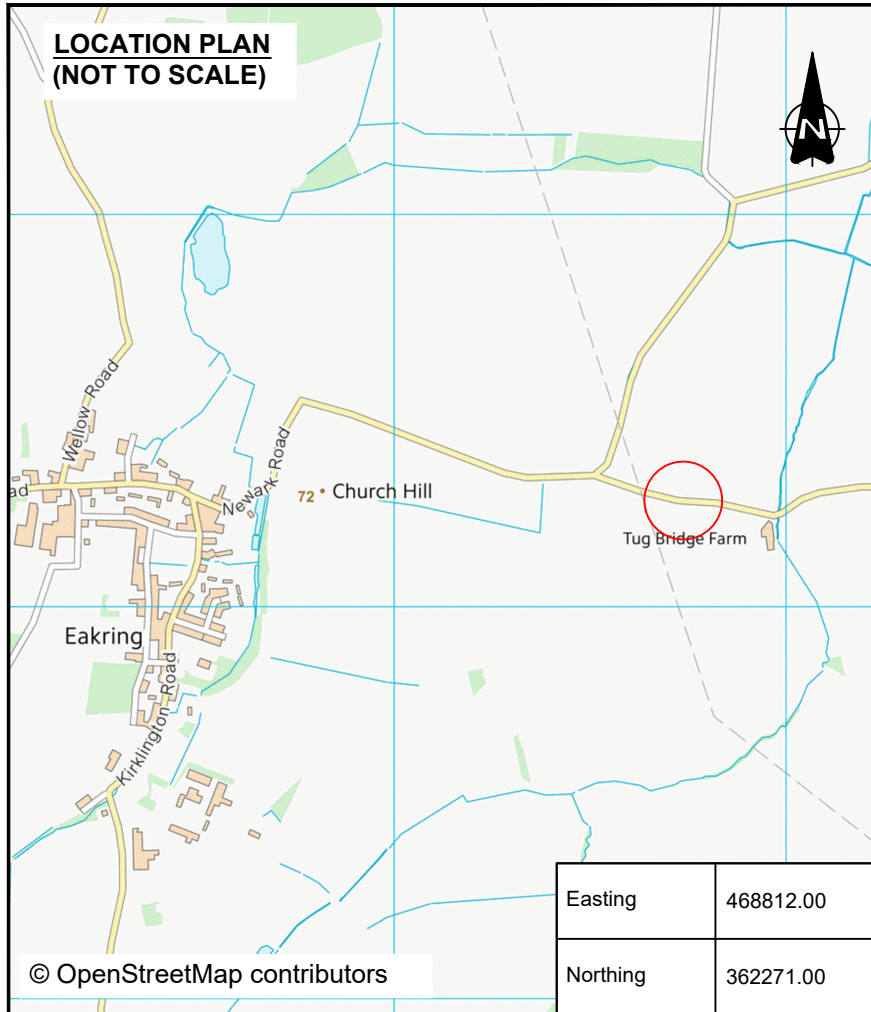 LOCATION PLAN
(NOT TO SCALE)
N
Wellow Road
ad
Newark Road
72 Church Hill
Tug Bridge Farm
Eakring
Kirklington Road
Easting 468812.00
Northing 362271.00
© OpenStreetMap contributors